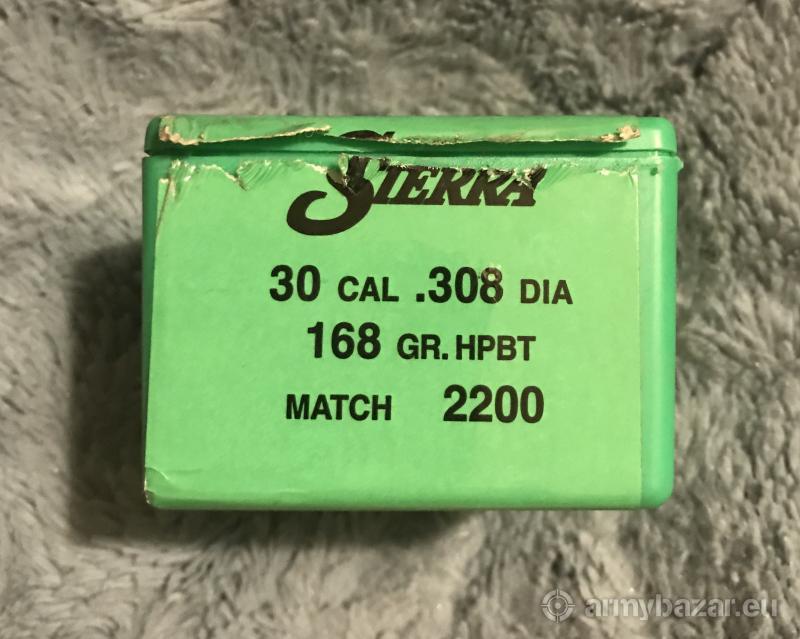 SIERRA
30 CAL .308 DIA
168 GR. HPBT
MATCH 2200
armybazar.eu